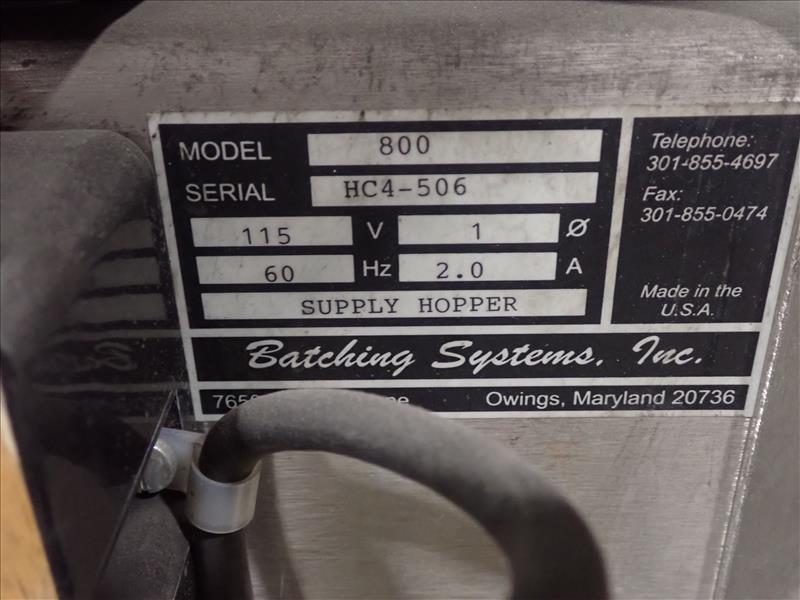 MODEL 800
SERIAL HC4-506
115 V 1 Ø
60 Hz 2.0 A
SUPPLY HOPPER
Telephone:
301-855-4697
Fax:
301-855-0474
Made in the
U.S.A.
Batching Systems, Inc.
Owings, Maryland 20736